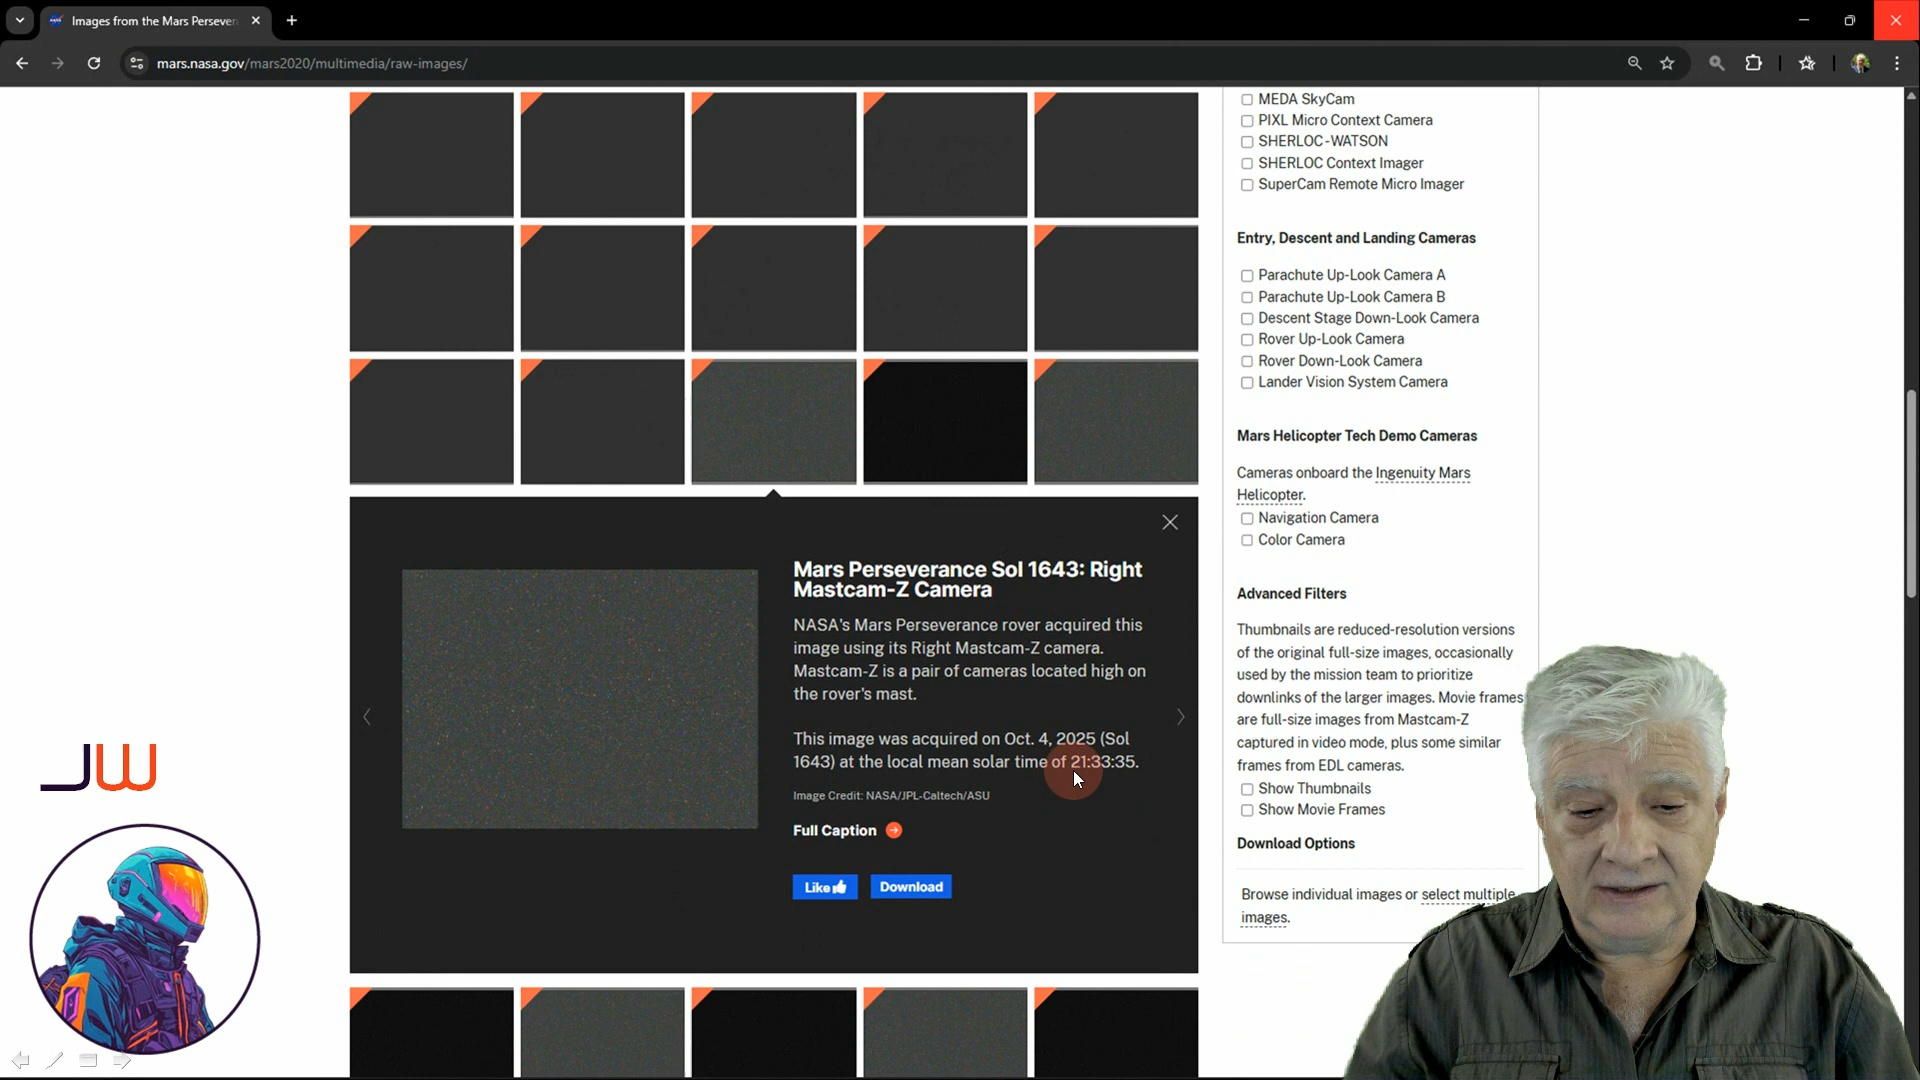 Images from the Mars Persever
mars.nasa.gov/mars2020/multimedia/raw-images/
MEDA SkyCam
PIXL Micro Context Camera
SHERLOC - WATSON
SHERLOC Context Imager
SuperCam Remote Micro Imager
Entry, Descent and Landing Cameras
Parachute Up-Look Camera A
Parachute Up-Look Camera B
Descent Stage Down-Look Camera
Rover Up-Look Camera
Rover Down-Look Camera
Lander Vision System Camera
Mars Helicopter Tech Demo Cameras
Cameras onboard the Ingenuity Mars
Helicopter.
Navigation Camera
Color Camera
Advanced Filters
Thumbnails are reduced-resolution versions
of the original full-size images, occasionally
used by the mission team to prioritize
downlinks of the larger images. Movie frames
are full-size images from Mastcam-Z
captured in video mode, plus some similar
frames from EDL cameras.
Show Thumbnails
Show Movie Frames
Download Options
Browse individual images or select multiple
images.
Mars Perseverance Sol 1643: Right
Mastcam-Z Camera
NASA's Mars Perseverance rover acquired this
image using its Right Mastcam-Z camera.
Mastcam-Z is a pair of cameras located high on
the rover's mast.
This image was acquired on Oct. 4, 2025 (Sol
1643) at the local mean solar time of 21:33:35.
Image Credit: NASA/JPL-Caltech/ASU
Full Caption
Like
Download
JW